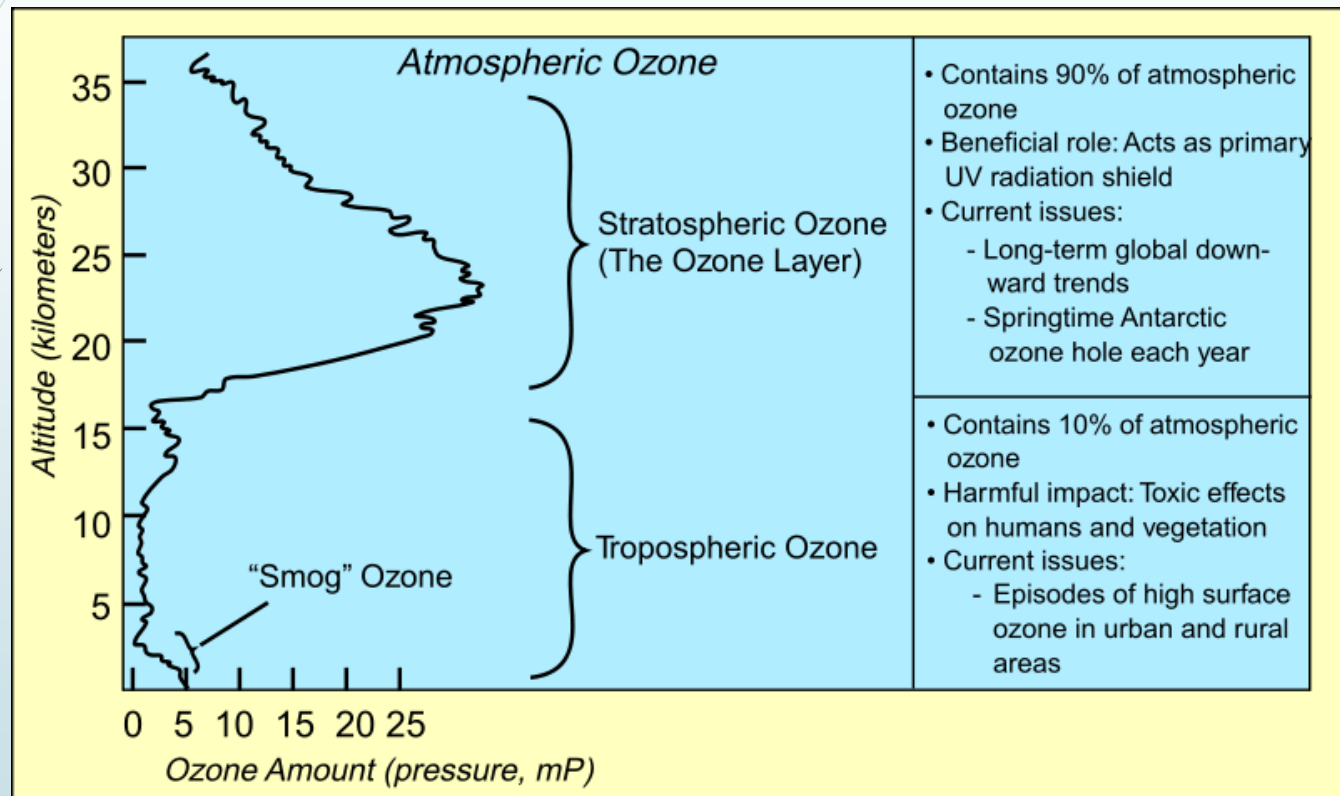 Atmospheric Ozone
Altitude (kilometers)
35
30
25
20
15
10
5
Stratospheric Ozone
(The Ozone Layer)
Tropospheric Ozone
“Smog” Ozone
0 5 10 15 20 25
Ozone Amount (pressure, mP)
• Contains 90% of atmospheric
ozone
• Beneficial role: Acts as primary
UV radiation shield
• Current issues:
- Long-term global down-
ward trends
- Springtime Antarctic
ozone hole each year
• Contains 10% of atmospheric
ozone
• Harmful impact: Toxic effects
on humans and vegetation
• Current issues:
- Episodes of high surface
ozone in urban and rural
areas